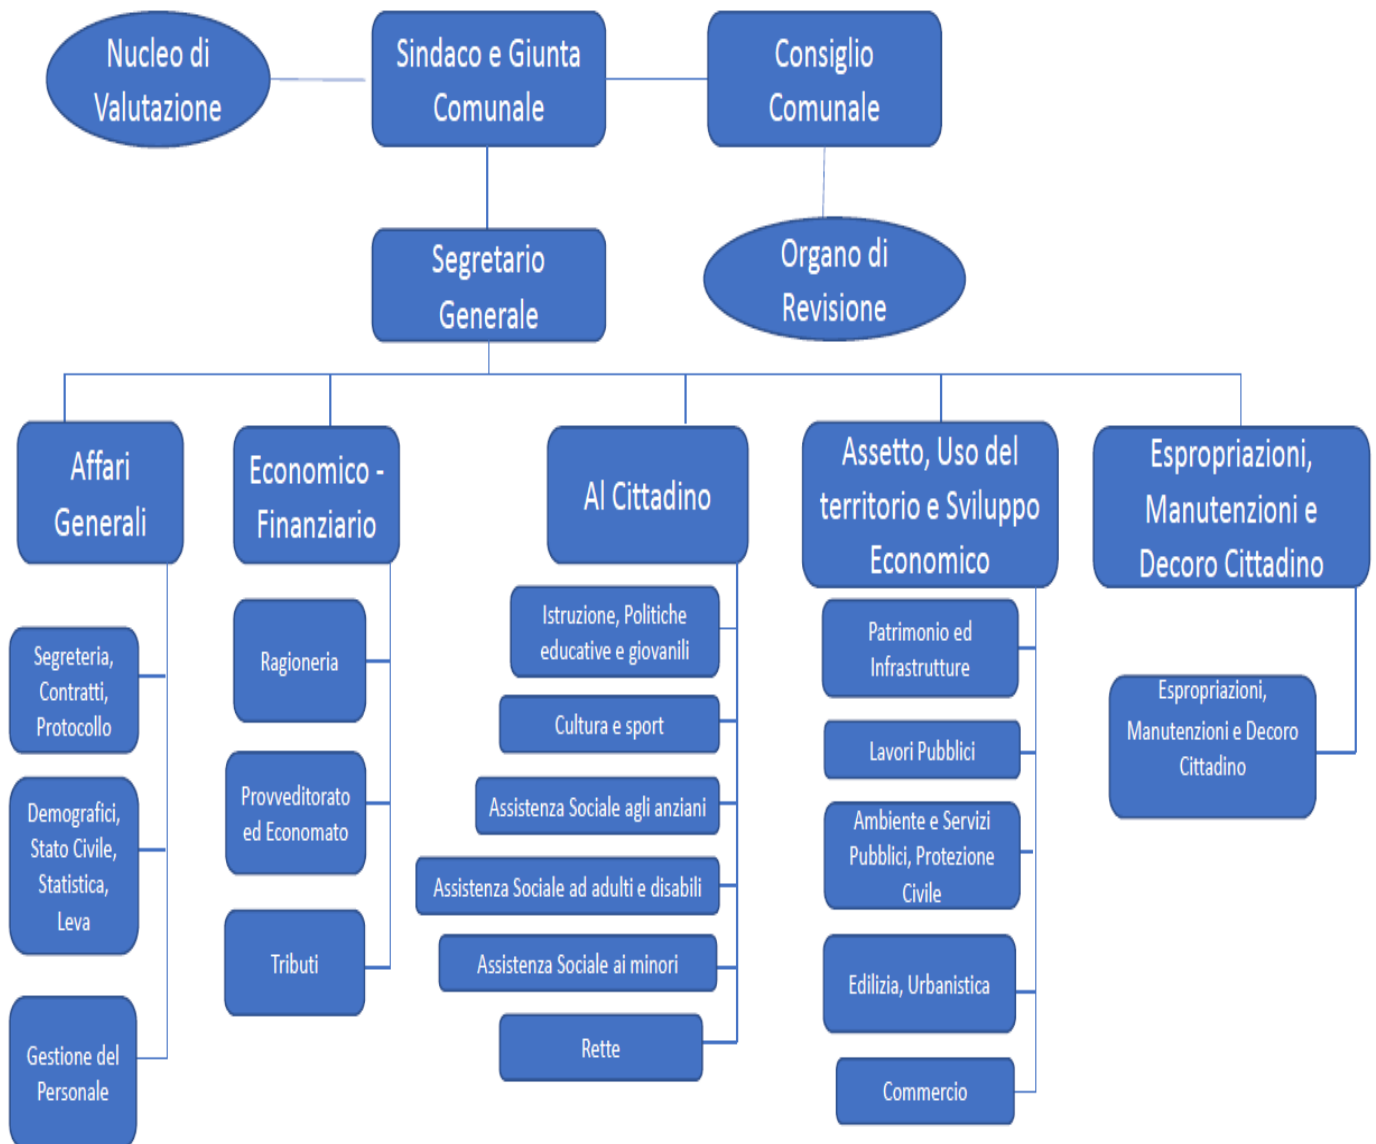 Nucleo di
Valutazione
Sindaco e Giunta
Comunale
Consiglio
Comunale
Segretario
Generale
Organo di
Revisione
Affari
Generali
Economico -
Finanziario
Al Cittadino
Assetto, Uso del
territorio e Sviluppo
Economico
Espropriazioni,
Manutenzioni e
Decoro Cittadino
Segreteria,
Contratti,
Protocollo
Demografici,
Stato Civile,
Statistica,
Leva
Gestione del
Personale
Ragioneria
Provveditorato
ed Economato
Tributi
Istruzione, Politiche
educative e giovanili
Cultura e sport
Assistenza Sociale agli anziani
Assistenza Sociale ad adulti e disabili
Assistenza Sociale ai minori
Rette
Patrimonio ed
Infrastrutture
Lavori Pubblici
Ambiente e Servizi
Pubblici, Protezione
Civile
Edilizia, Urbanistica
Commercio
Espropriazioni,
Manutenzioni e Decoro
Cittadino